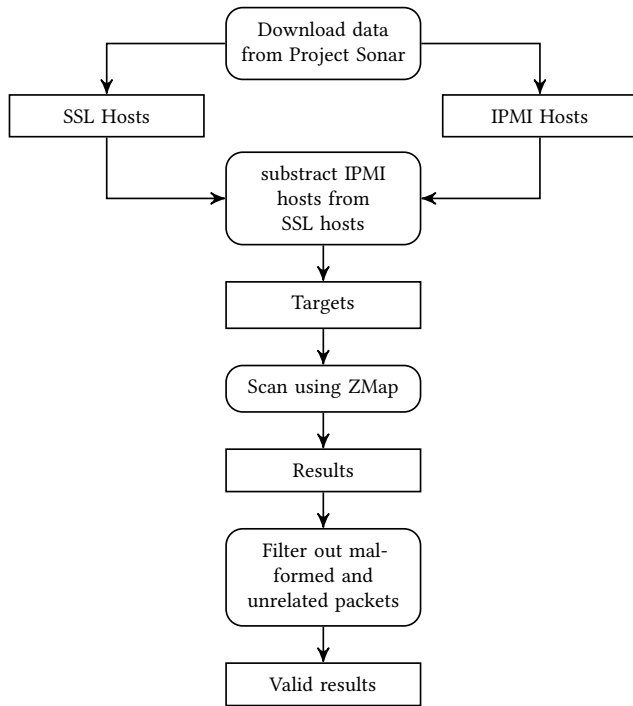 Download data
from Project Sonar
SSL Hosts
IPMI Hosts
substract IPMI
hosts from
SSL hosts
Targets
Scan using ZMap
Results
Filter out mal-
formed and
unrelated packets
Valid results